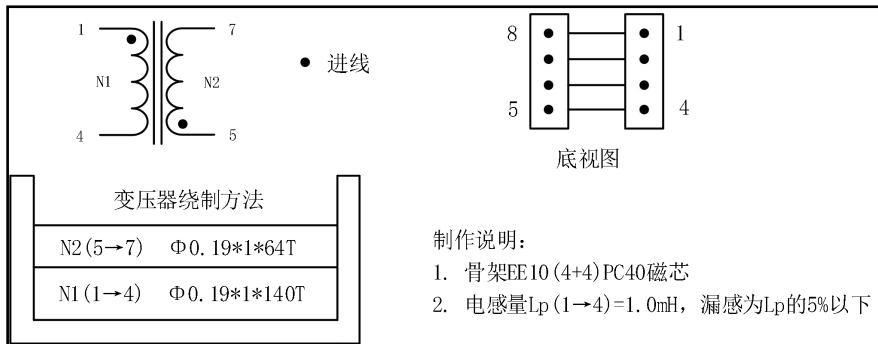 1
4
N1
N2
7
5
● 进线
8
5
1
4
底视图
变压器绕制方法
N2(5→7) Φ0.19*1*64T
N1(1→4) Φ0.19*1*140T
制作说明:
1. 骨架EE10(4+4)PC40磁芯
2. 电感量Lp(1→4)=1.0mH，漏感为Lp的5%以下